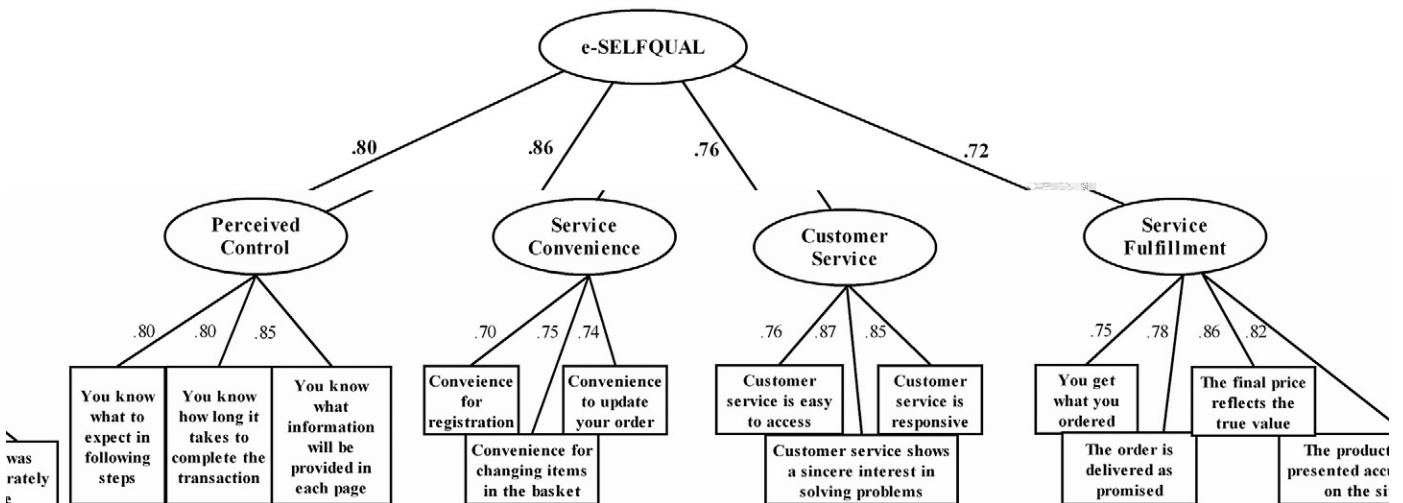 e-SELFQUAL
.80
.86
.76
.72
Perceived
Control
Service
Convenience
Customer
Service
Service
Fulfillment
.80
.80
.85
.70
.75
.74
.76
.87
.85
.75
.78
.86
.82
You know
what to
expect in
following
steps
You know
how long it
takes to
complete the
transaction
You know
what
information
will be
provided in
each page
Conveience
for
registration
Convenience for
changing items
in the basket
Convenience
to update
your order
Customer
service is easy
to access
Customer service shows
a sincere interest in
solving problems
Customer
service is
responsive
You get
what you
ordered
The order is
delivered as
promised
The final price
reflects the
true value
The product
presented
on the
was